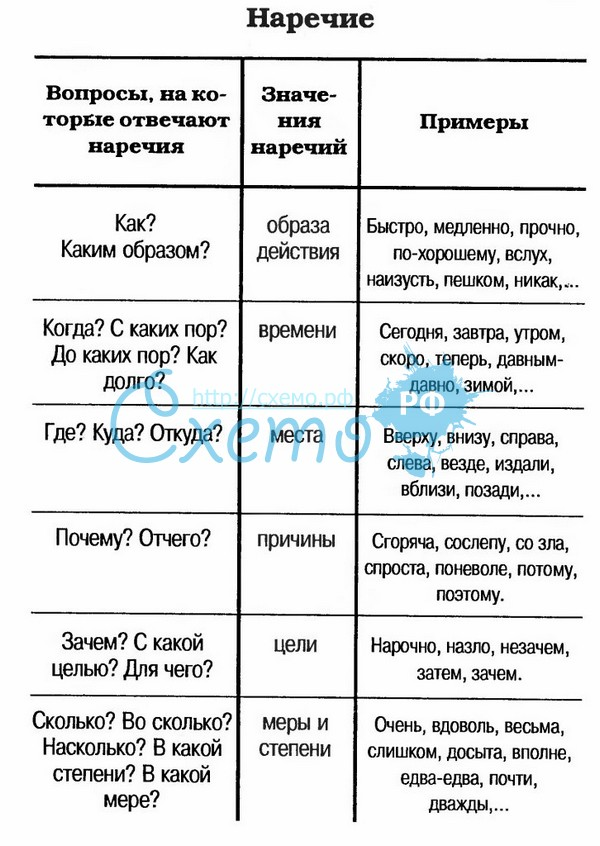 Наречие
Вопросы, на ко-
торые отвечают
наречия
Значе-
ния
наречий
Примеры
Как?
Каким образом?
образа
действия
Быстро, медленно, прочно,
по-хорошему, вслух,
наизусть, пешком, никак,...
Когда? С каких пор?
До каких пор? Как
долго?
времени
Сегодня, завтра, утром,
скоро, теперь, давным-
давно, зимой,...
http://схемо.рф
Схемо РФ
Где? Куда? Откуда?
места
Вверху, внизу, справа,
слева, везде, издали,
вблизи, позади,...
Почему? Отчего?
причины
Сгоряча, сослепу, со зла,
спроста, поневоле, потому,
поэтому.
Зачем? С какой
целью? Для чего?
цели
Нарочно, назло, незачем,
затем, зачем.
Сколько? Во сколько?
Насколько? В какой
степени? В какой
мере?
меры и
степени
Очень, вдоволь, весьма,
слишком, досыта, вполне,
едва-едва, почти,
дважды,...